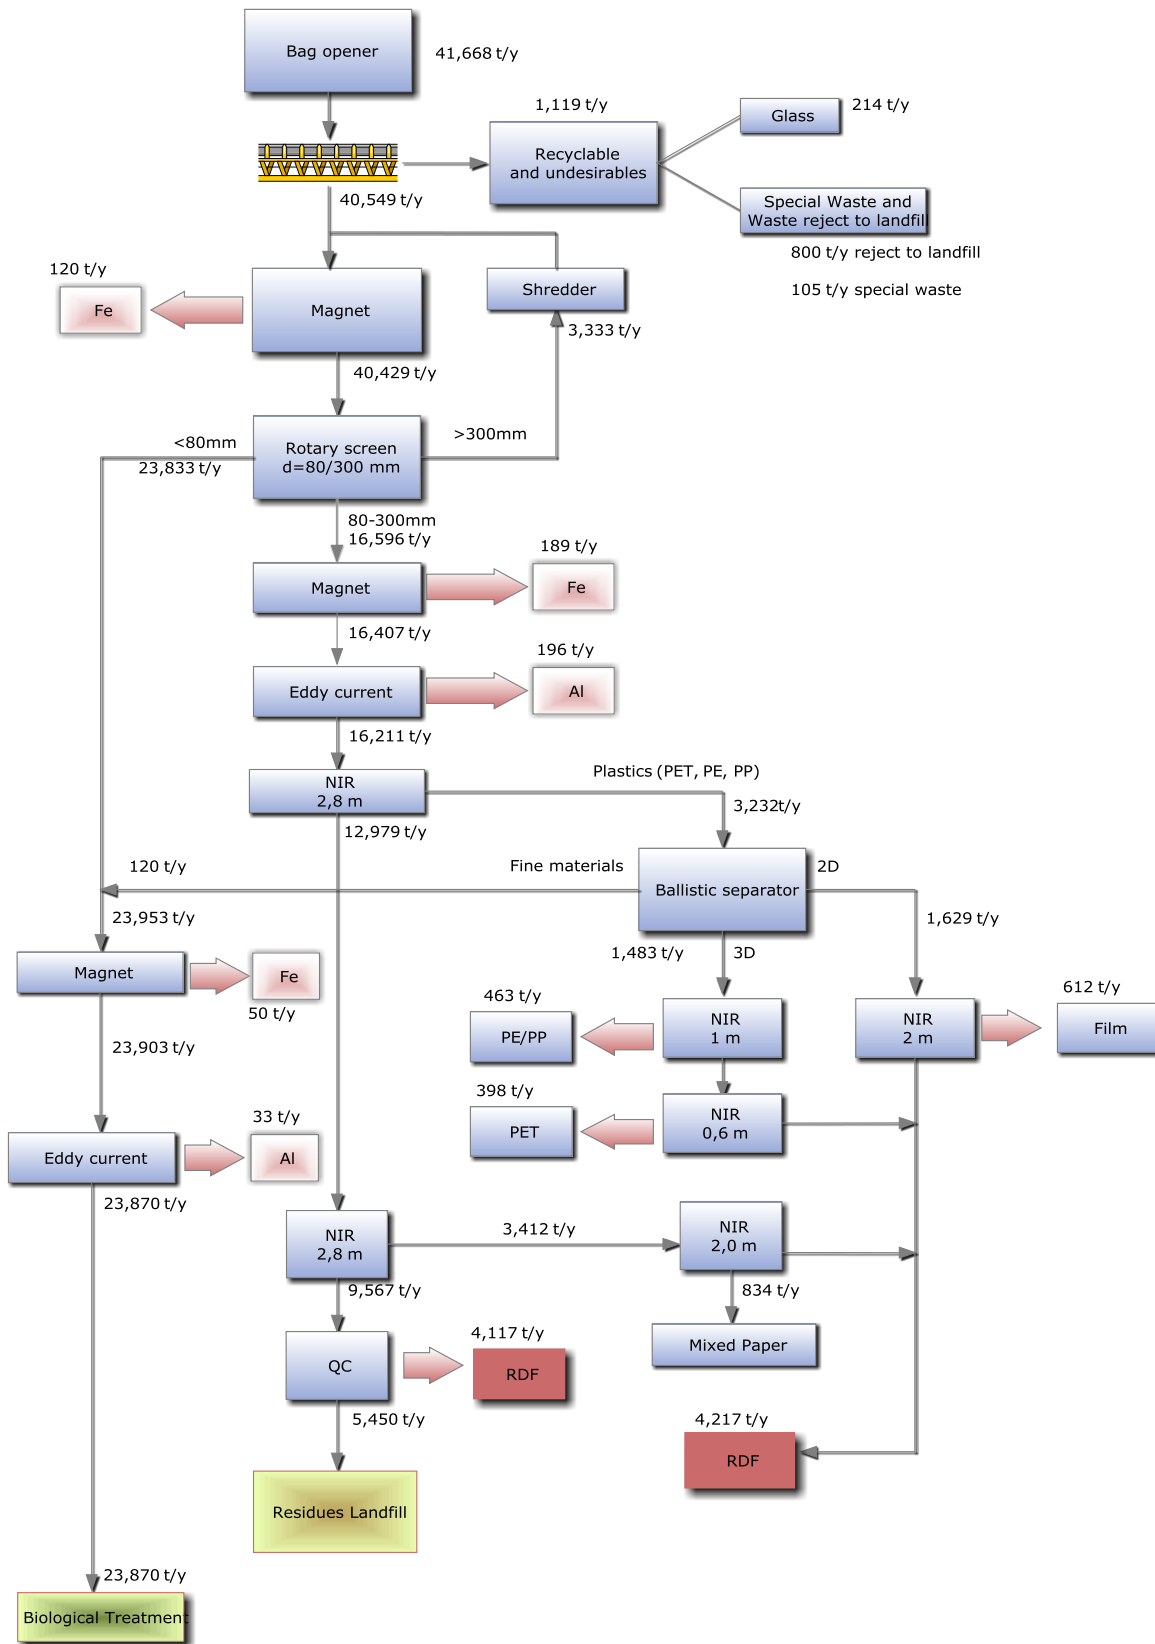 Bag opener
41,668 t/y
1,119 t/y
Recyclable
and undesirables
Glass
214 t/y
Special Waste and
Waste reject to landfill
800 t/y reject to landfill
105 t/y special waste
40,549 t/y
120 t/y
Fe
Magnet
Shredder
3,333 t/y
40,429 t/y
<80mm
23,833 t/y
Rotary screen
d=80/300 mm
>300mm
80-300mm
16,596 t/y
Magnet
189 t/y
Fe
16,407 t/y
Eddy current
196 t/y
Al
16,211 t/y
NIR
2,8 m
Plastics (PET, PE, PP)
3,232t/y
12,979 t/y
120 t/y
Fine materials
Ballistic separator
2D
23,953 t/y
1,629 t/y
1,483 t/y
3D
Magnet
Fe
50 t/y
463 t/y
PE/PP
NIR
1 m
NIR
2 m
612 t/y
Film
23,903 t/y
398 t/y
PET
NIR
0,6 m
33 t/y
Eddy current
Al
23,870 t/y
NIR
2,8 m
3,412 t/y
NIR
2,0 m
9,567 t/y
834 t/y
QC
4,117 t/y
RDF
Mixed Paper
5,450 t/y
4,217 t/y
RDF
Residues Landfill
23,870 t/y
Biological Treatment